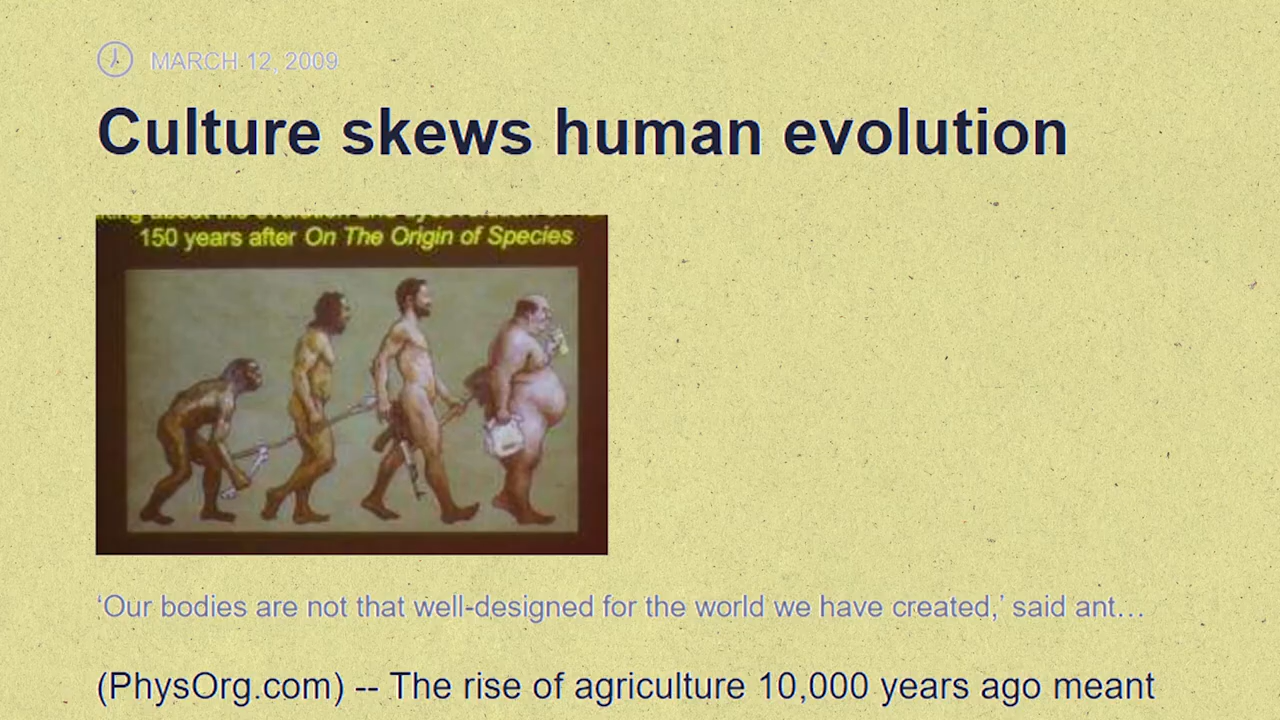 MARCH 12, 2009
Culture skews human evolution
150 years after On The Origin of Species
‘Our bodies are not that well-designed for the world we have created,’ said ant…
(PhysOrg.com) -- The rise of agriculture 10,000 years ago meant